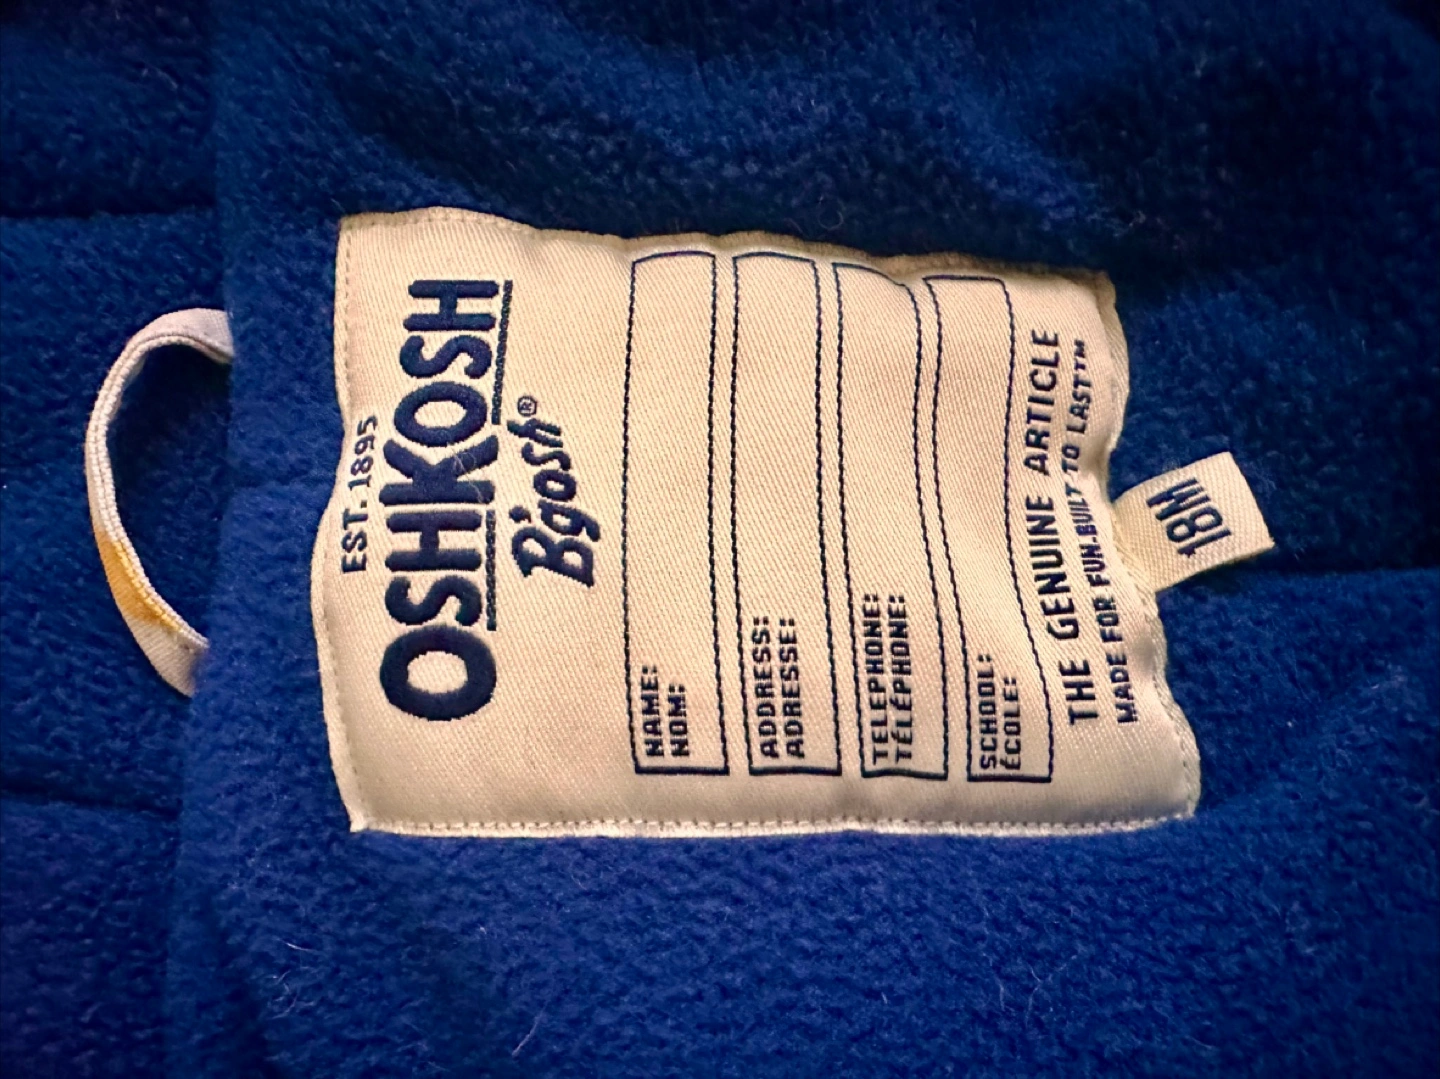 EST. 1895
OSHKOSH
B'gosh®
NAME:
NOM:
ADDRESS:
ADRESSE:
TELEPHONE:
TÉLÉPHONE:
SCHOOL:
ÉCOLE:
THE GENUINE ARTICLE
MADE FOR FUN. BUILT TO LAST™
18M